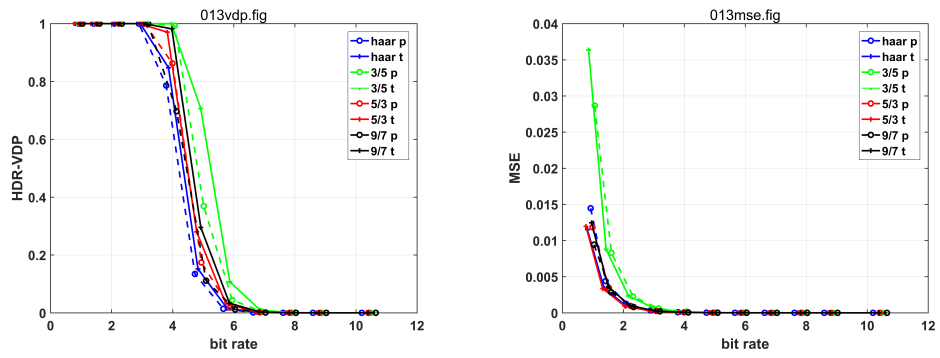 013vdp.fig
HDR-VDP
1
0.8
0.6
0.4
0.2
0
0 2 4 6 8 10 12
bit rate
haar p
haar t
3/5 p
3/5 t
5/3 p
5/3 t
9/7 p
9/7 t
013mse.fig
MSE
0.04
0.035
0.03
0.025
0.02
0.015
0.01
0.005
0
0 2 4 6 8 10 12
bit rate
haar p
haar t
3/5 p
3/5 t
5/3 p
5/3 t
9/7 p
9/7 t